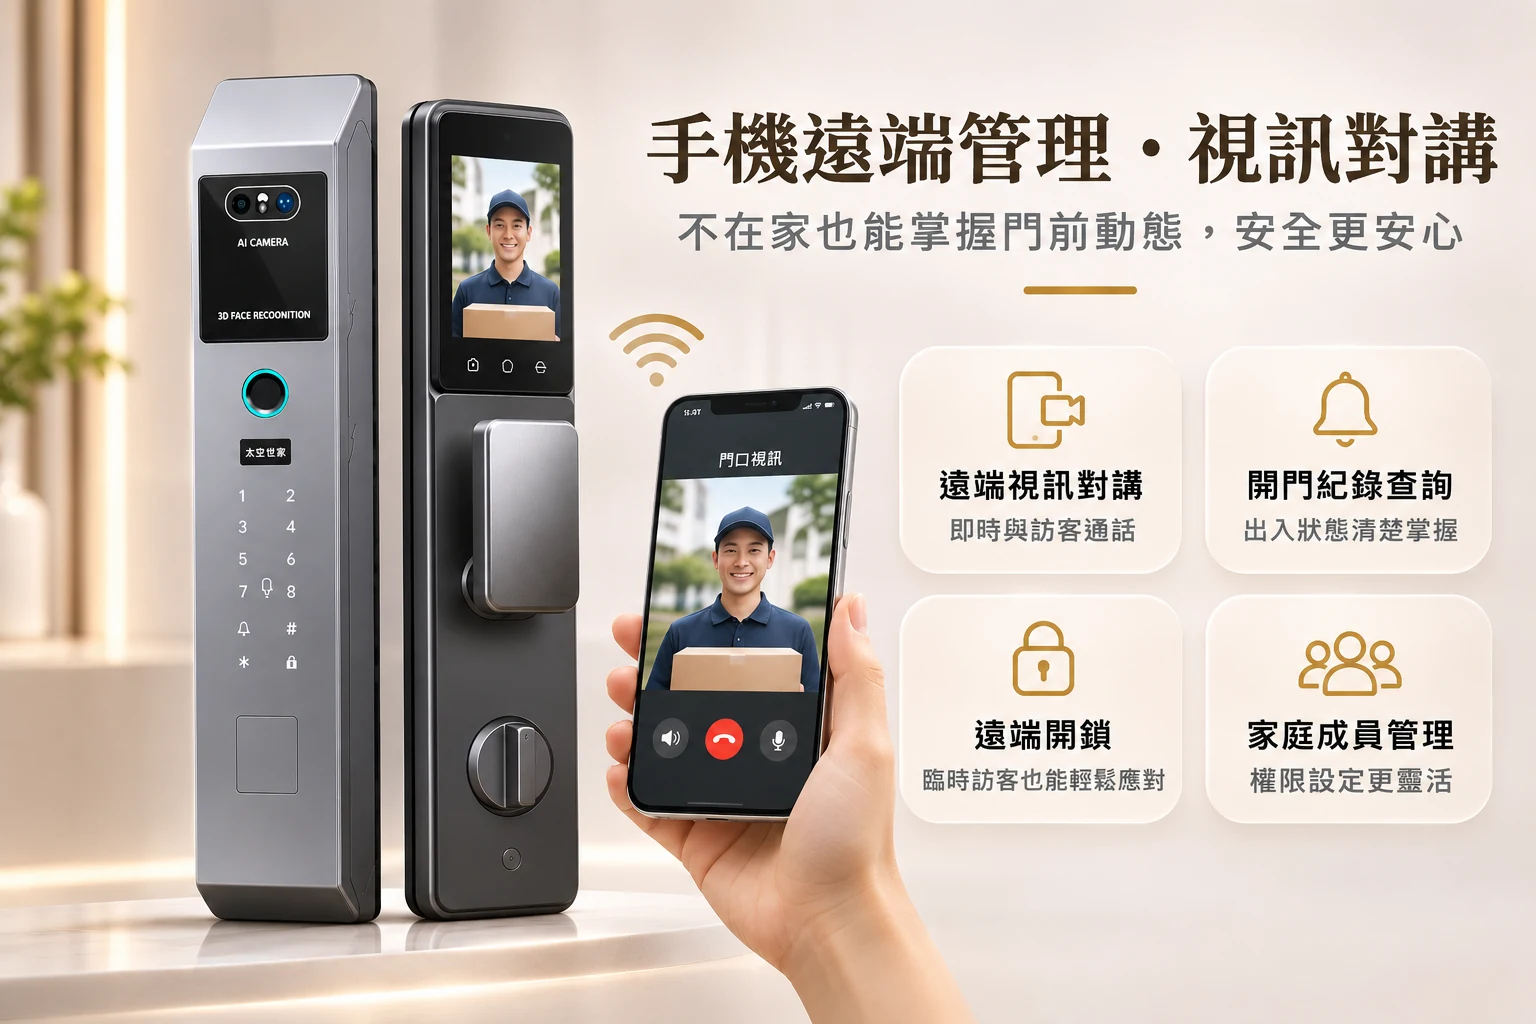 手機遠端管理・視訊對講
不在家也能掌握門前動態，安全更安心
AI CAMERA
3D FACE RECOONITION
太空世家
1 2
3 4
5 6
7 8
#
*
門口視訊
遠端視訊對講
即時與訪客通話
開門紀錄查詢
出入狀態清楚掌握
遠端開鎖
臨時訪客也能輕鬆應對
家庭成員管理
權限設定更靈活